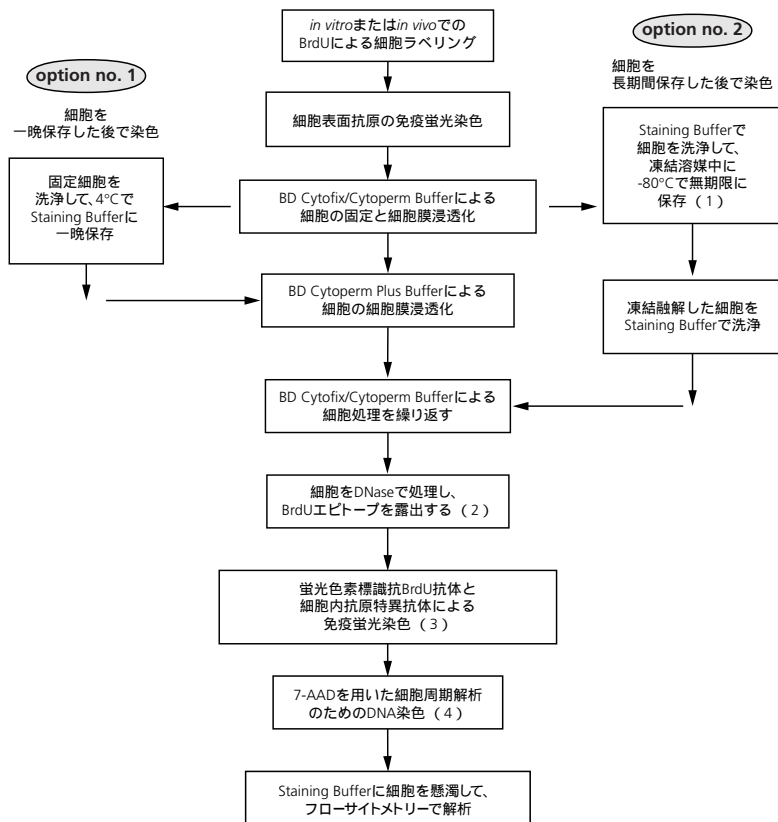 in vitroまたはin vivoでの
BrdUによる細胞ラベリング
option no. 1
細胞を
一晩保存した後で染色
option no. 2
細胞を
長期間保存した後で染色
細胞表面抗原の免疫蛍光染色
固定細胞を
洗浄して、4°Cで
Staining Bufferに
一晩保存
BD Cytofix/Cytoperm Bufferによる
細胞の固定と細胞膜浸透化
Staining Bufferで
細胞を洗浄して、
凍結溶媒中に
-80°Cで無期限に
保存(1)
BD Cytoperm Plus Bufferによる
細胞の細胞膜浸透化
凍結融解した細胞を
Staining Bufferで洗浄
BD Cytofix/Cytoperm Bufferによる
細胞処理を繰り返す
細胞をDNaseで処理し、
BrdUエピトープを露出する(2)
蛍光色素標識抗BrdU抗体と
細胞内抗原特異抗体による
免疫蛍光染色(3)
7-AADを用いた細胞周期解析
のためのDNA染色(4)
Staining Bufferに細胞を懸濁して、
フローサイトメトリーで解析